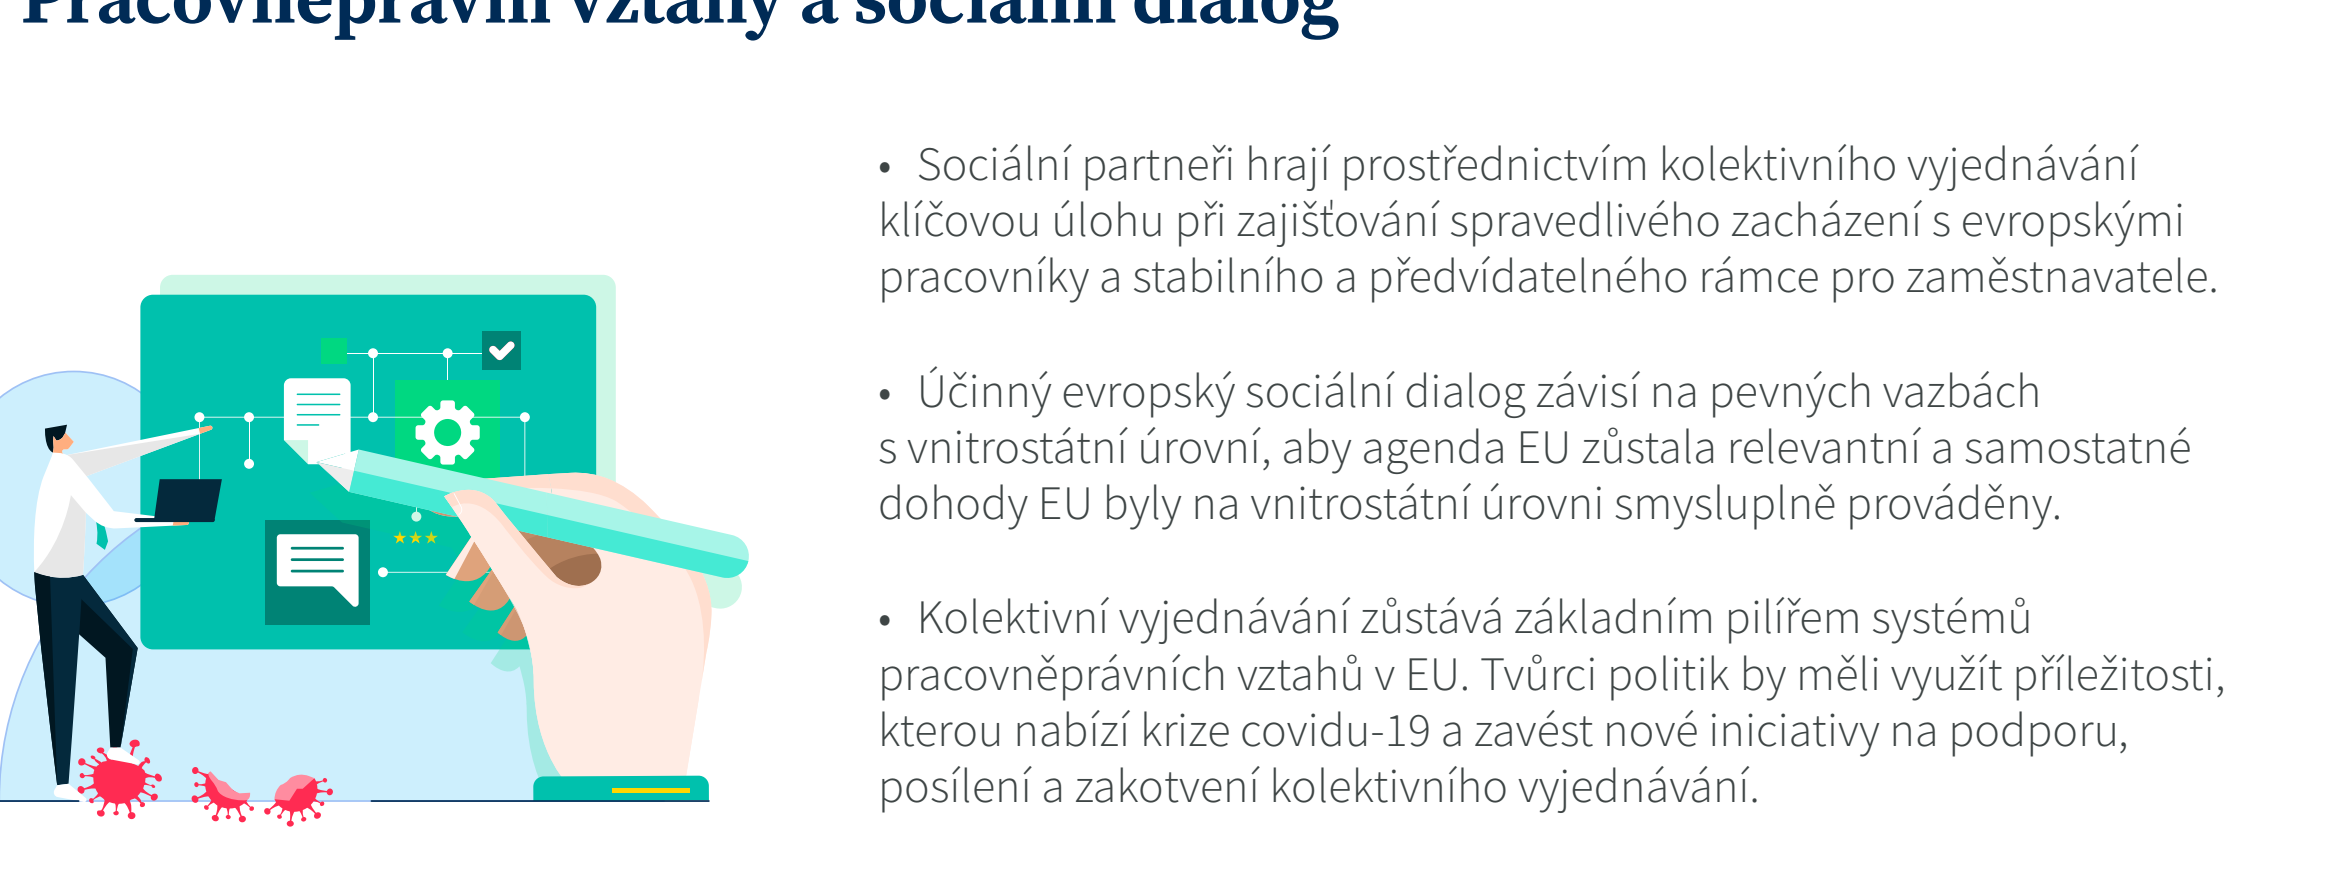 Pracovněprávní vztahy a sociální dialog
• Sociální partneři hrají prostřednictvím kolektivního vyjednávání
klíčovou úlohu při zajišťování spravedlivého zacházení s evropskými
pracovníky a stabilního a předvídatelného rámce pro zaměstnavatele.
• Účinný evropský sociální dialog závisí na pevných vazbách
s vnitrostátní úrovní, aby agenda EU zůstala relevantní a samostatné
dohody EU byly na vnitrostátní úrovni smysluplně prováděny.
• Kolektivní vyjednávání zůstává základním pilířem systémů
pracovněprávních vztahů v EU. Tvůrci politik by měli využít příležitosti,
kterou nabízí krize covidu-19 a zavést nové iniciativy na podporu,
posílení a zakotvení kolektivního vyjednávání.